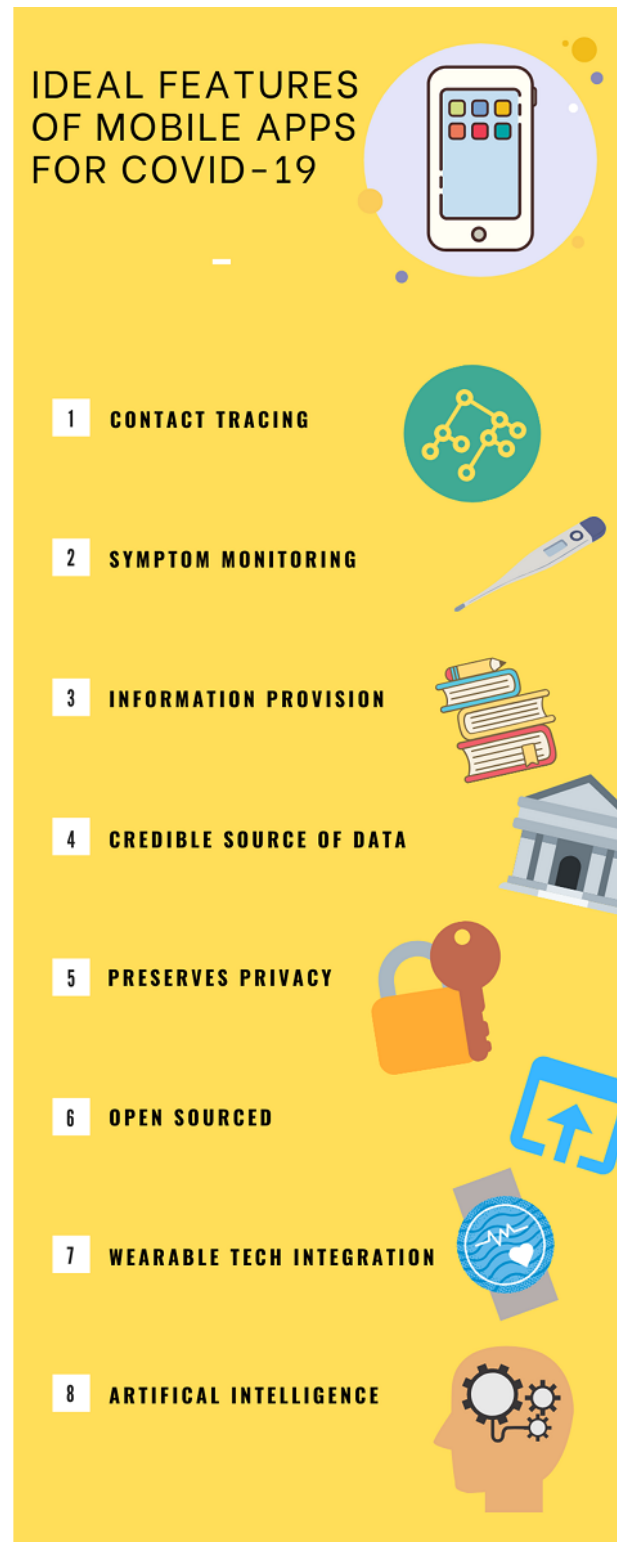 IDEAL FEATURES
OF MOBILE APPS
FOR COVID-19
1 CONTACT TRACING
2 SYMPTOM MONITORING
3 INFORMATION PROVISION
4 CREDIBLE SOURCE OF DATA
5 PRESERVES PRIVACY
6 OPEN SOURCED
7 WEARABLE TECH INTEGRATION
8 ARTIFICAL INTELLIGENCE